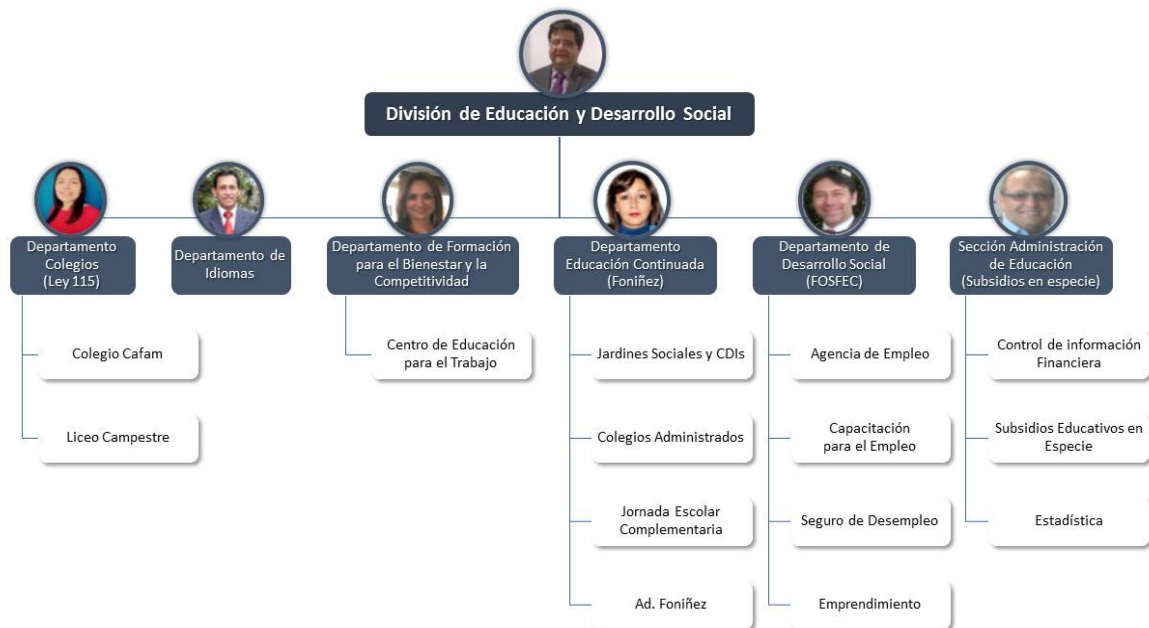 División de Educación y Desarrollo Social
Departamento
Colegios
(Ley 115)
Departamento de
Idiomas
Departamento de Formación
para el Bienestar y la
Competitividad
Departamento
Educación Continuada
(Foniñez)
Departamento de
Desarrollo Social
(FOSFEC)
Sección Administración
de Educación
(Subsidios en especie)
Colegio Cafam
Liceo Campestre
Centro de Educación
para el Trabajo
Jardines Sociales y CDIs
Colegios Administrados
Jornada Escolar
Complementaria
Ad. Foniñez
Agencia de Empleo
Capacitación
para el Empleo
Seguro de Desempleo
Emprendimiento
Control de información
Financiera
Subsidios Educativos en
Especie
Estadística